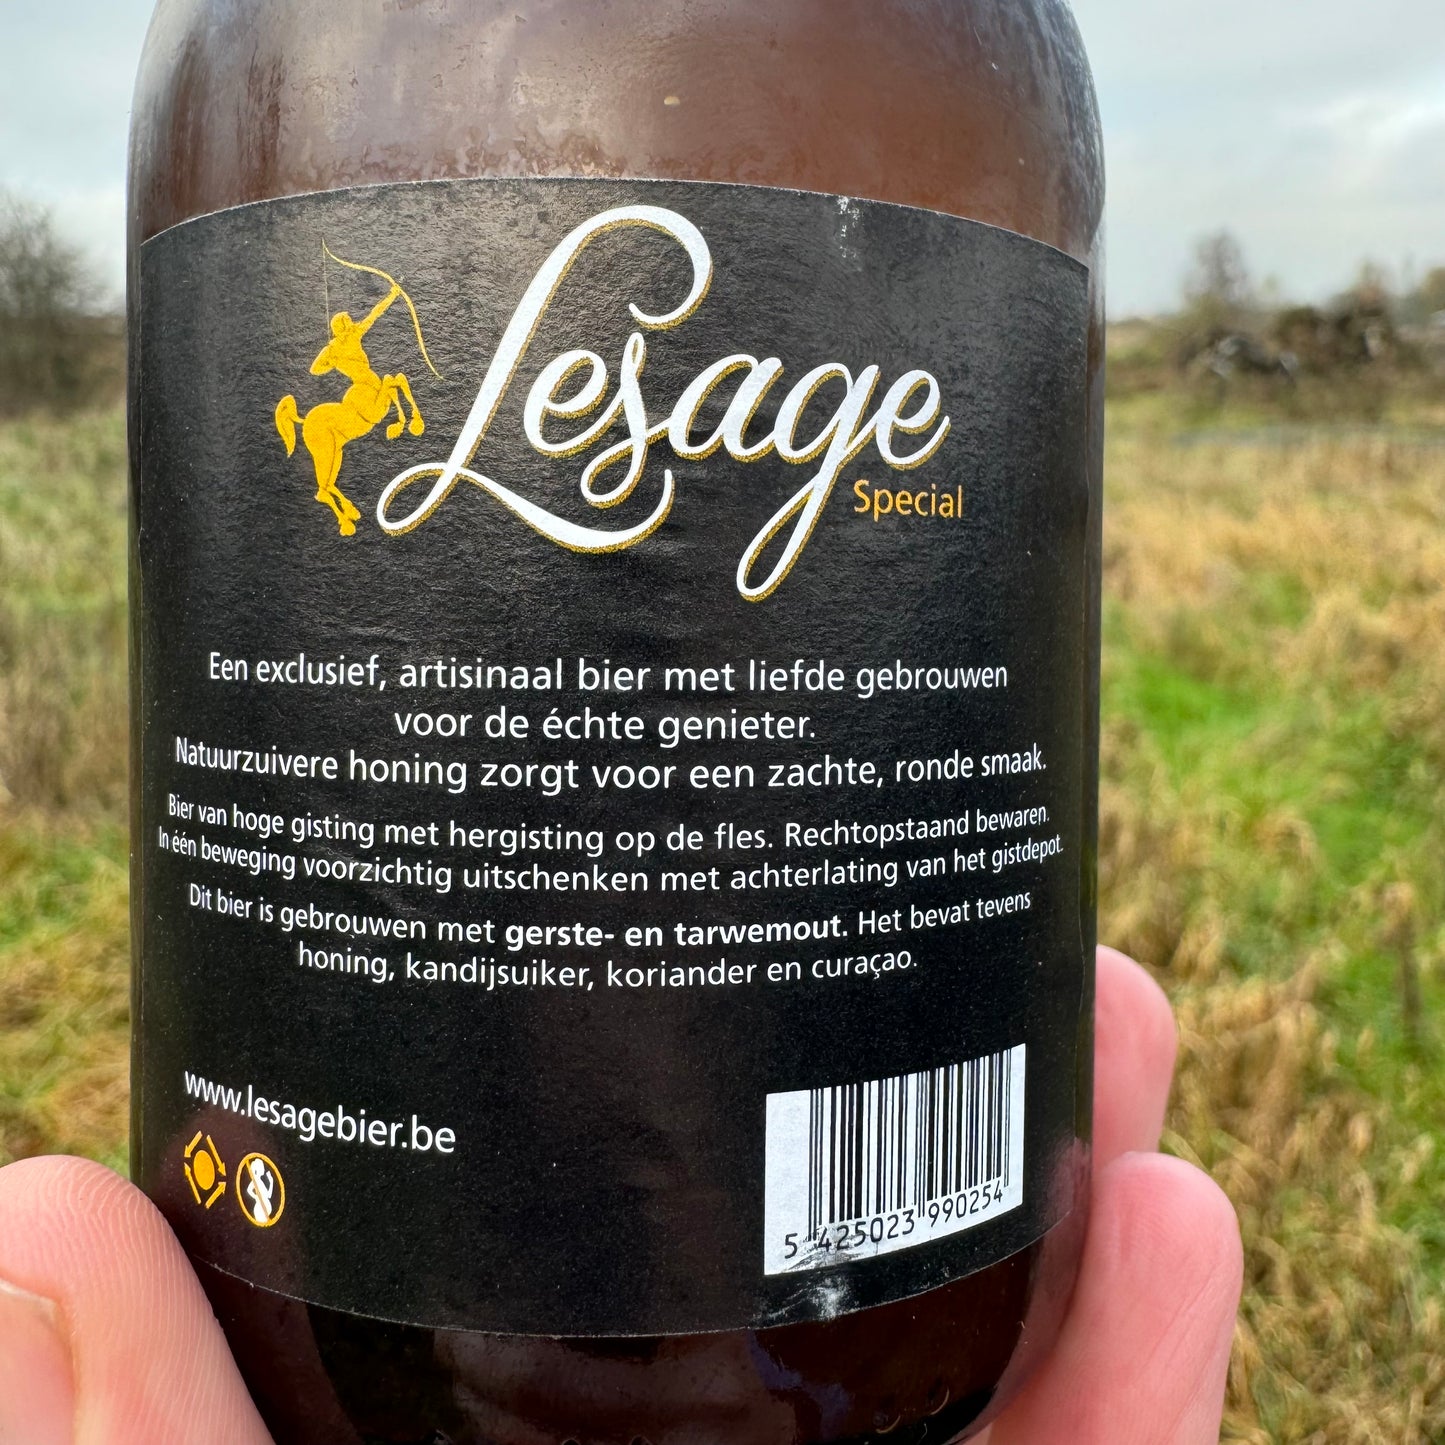 Lesage
Special
Een exclusief, artisinaal bier met liefde gebrouwen
voor de échte genieter.
Natuurzuivere honing zorgt voor een zachte, ronde smaak.
Bier van hoge gisting met hergisting op de fles. Rechtopstaand bewaren.
In één beweging voorzichtig uitschenken met achterlating van het gistdepot.
Dit bier is gebrouwen met gerste- en tarwemout. Het bevat tevens
honing, kandijsuiker, koriander en curaçao.
www.lesagebier.be
5 425023 990254